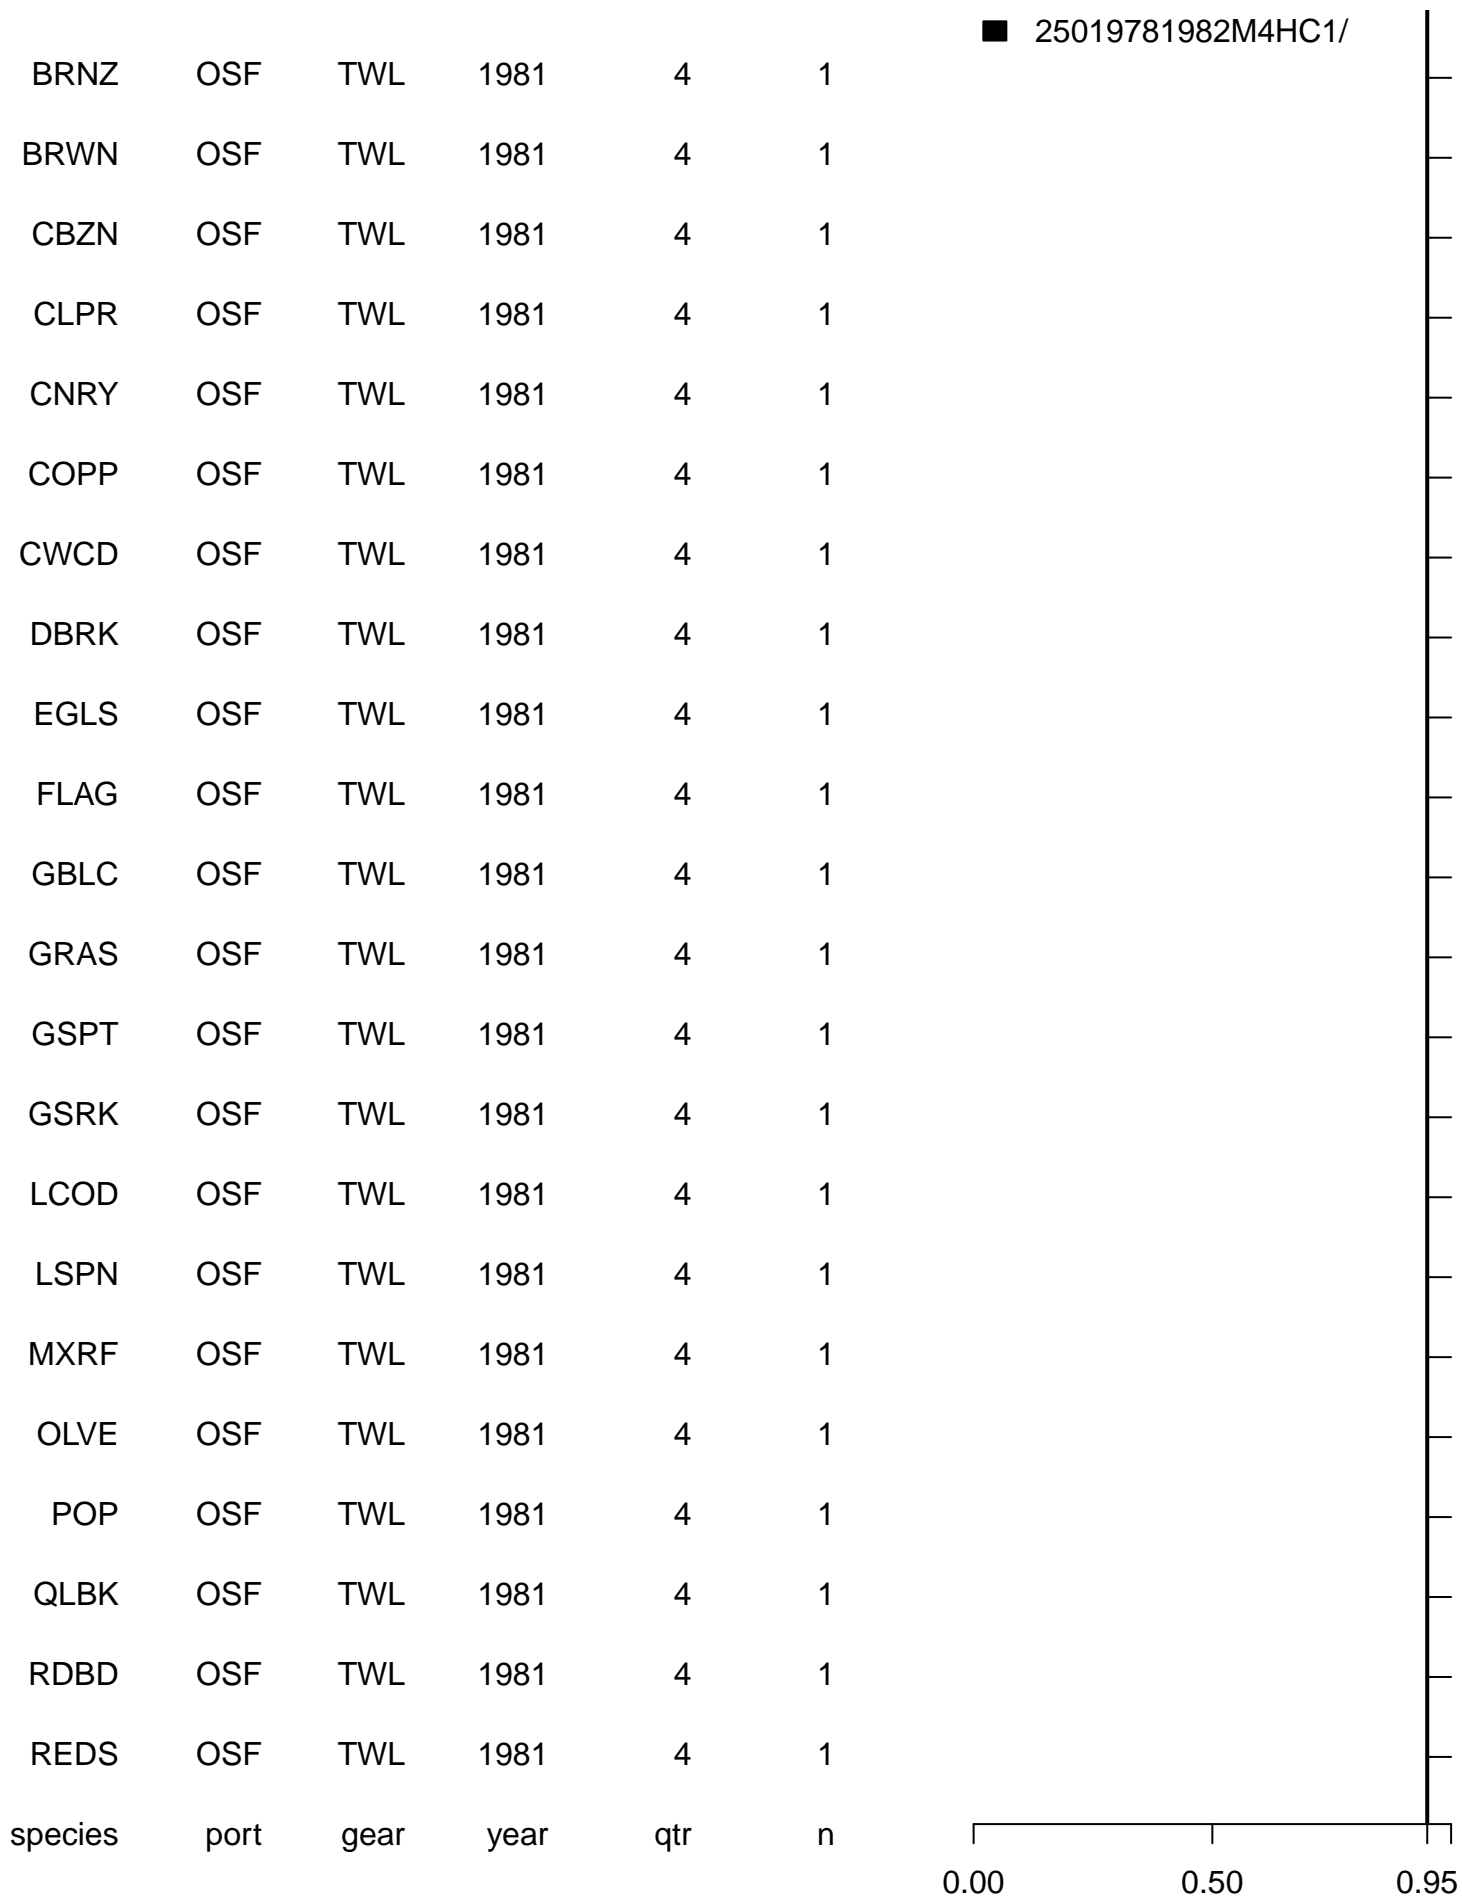 25019781982M4HC1/
BRNZ OSF TWL 1981 4 1
BRWN OSF TWL 1981 4 1
CBZN OSF TWL 1981 4 1
CLPR OSF TWL 1981 4 1
CNRY OSF TWL 1981 4 1
COPP OSF TWL 1981 4 1
CWCD OSF TWL 1981 4 1
DBRK OSF TWL 1981 4 1
EGLS OSF TWL 1981 4 1
FLAG OSF TWL 1981 4 1
GBLC OSF TWL 1981 4 1
GRAS OSF TWL 1981 4 1
GSPT OSF TWL 1981 4 1
GSRK OSF TWL 1981 4 1
LCOD OSF TWL 1981 4 1
LSPN OSF TWL 1981 4 1
MXRF OSF TWL 1981 4 1
OLVE OSF TWL 1981 4 1
POP OSF TWL 1981 4 1
QLBK OSF TWL 1981 4 1
RDBD OSF TWL 1981 4 1
REDS OSF TWL 1981 4 1
species port gear year qtr n
0.00 0.50 0.95